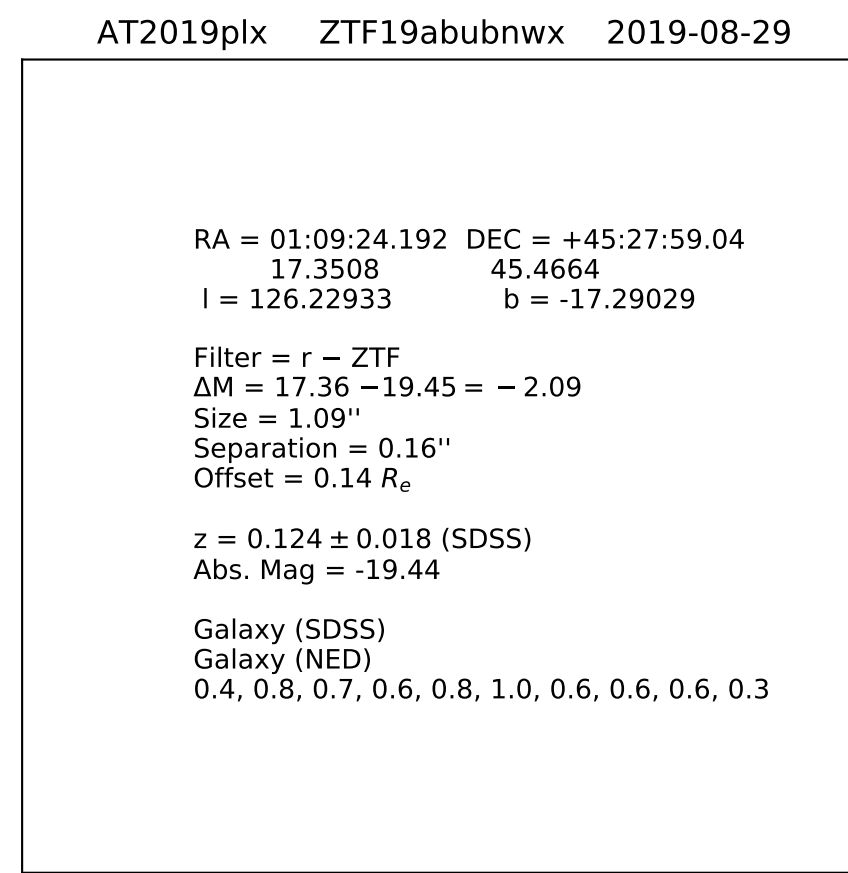 AT2019plx ZTF19abubnwx 2019-08-29
RA = 01:09:24.192 DEC = +45:27:59.04
17.3508 45.4664
l = 126.22933 b = -17.29029
Filter = r − ZTF
ΔM = 17.36 −19.45 = − 2.09
Size = 1.09''
Separation = 0.16''
Offset = 0.14 Re
z = 0.124 ± 0.018 (SDSS)
Abs. Mag = -19.44
Galaxy (SDSS)
Galaxy (NED)
0.4, 0.8, 0.7, 0.6, 0.8, 1.0, 0.6, 0.6, 0.6, 0.3